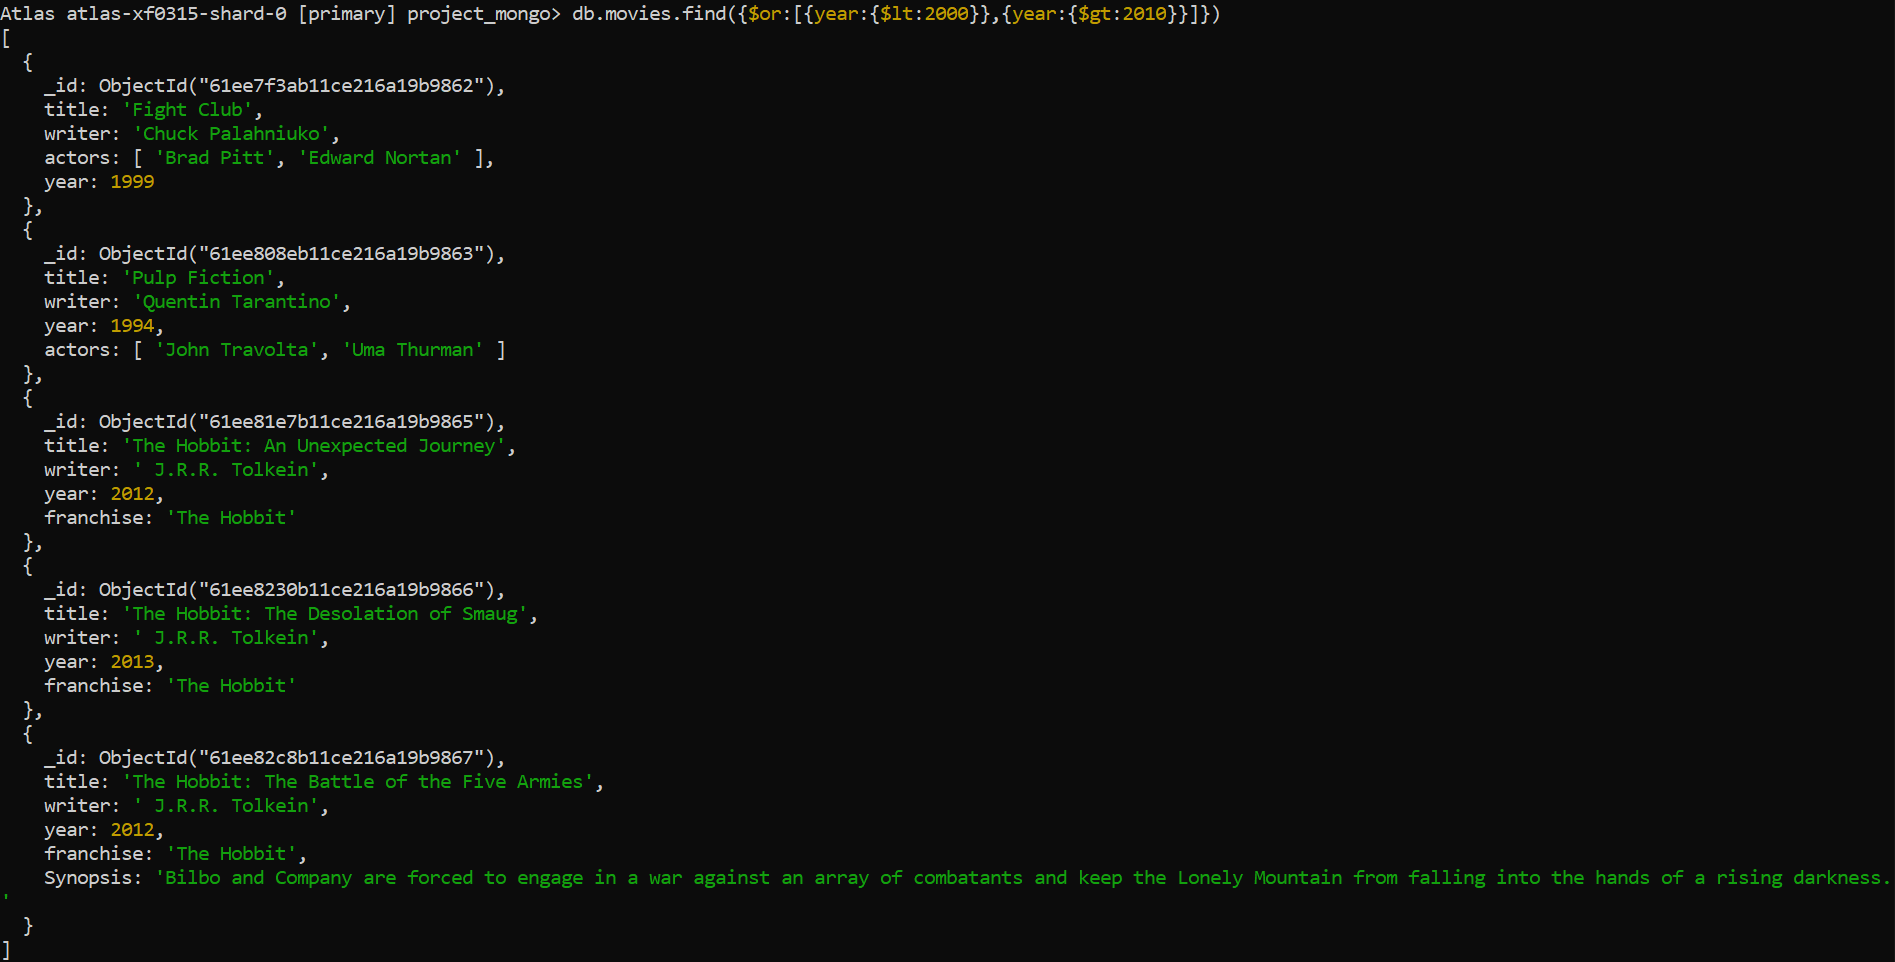 Atlas atlas-xf0315-shard-0 [primary] project_mongo> db.movies.find({$or:[{year:{$lt:2000}},{year:{$gt:2010}}]})
[
  {
    _id: ObjectId("61ee7f3ab11ce216a19b9862"),
    title: 'Fight Club',
    writer: 'Chuck Palahniuko',
    actors: [ 'Brad Pitt', 'Edward Nortan' ],
    year: 1999
  },
  {
    _id: ObjectId("61ee808eb11ce216a19b9863"),
    title: 'Pulp Fiction',
    writer: 'Quentin Tarantino',
    year: 1994,
    actors: [ 'John Travolta', 'Uma Thurman' ]
  },
  {
    _id: ObjectId("61ee81e7b11ce216a19b9865"),
    title: 'The Hobbit: An Unexpected Journey',
    writer: ' J.R.R. Tolkein',
    year: 2012,
    franchise: 'The Hobbit'
  },
  {
    _id: ObjectId("61ee8230b11ce216a19b9866"),
    title: 'The Hobbit: The Desolation of Smaug',
    writer: ' J.R.R. Tolkein',
    year: 2013,
    franchise: 'The Hobbit'
  },
  {
    _id: ObjectId("61ee82c8b11ce216a19b9867"),
    title: 'The Hobbit: The Battle of the Five Armies',
    writer: ' J.R.R. Tolkein',
    year: 2012,
    franchise: 'The Hobbit',
    Synopsis: 'Bilbo and Company are forced to engage in a war against an array of combatants and keep the Lonely Mountain from falling into the hands of a rising darkness.
'
  }
]